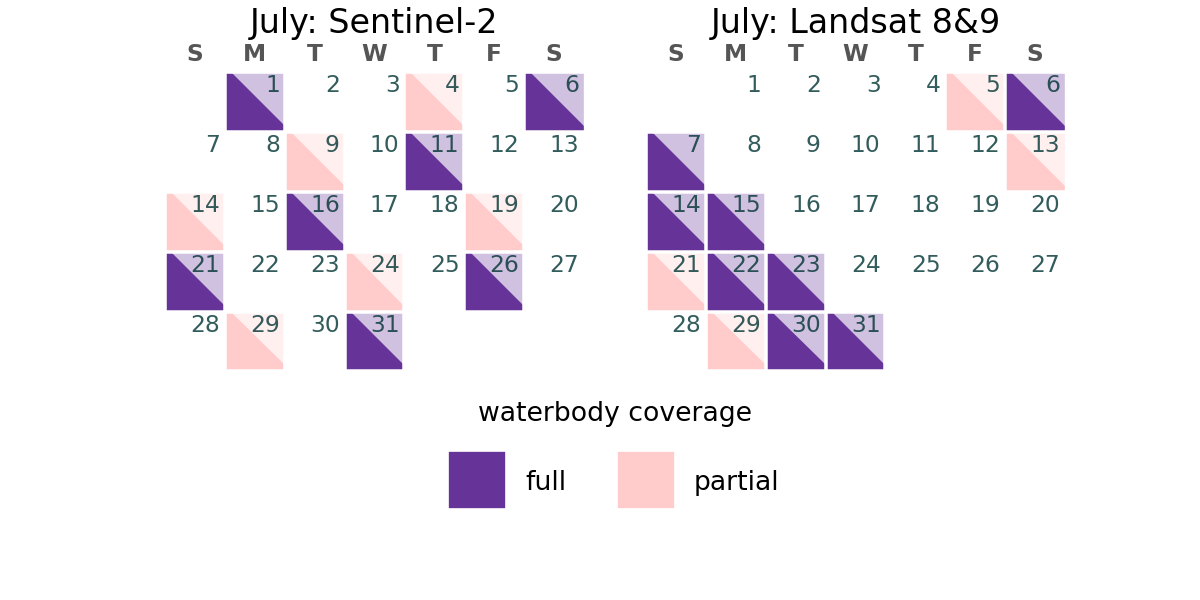 July: Sentinel-2
S M T W T F S
1 2 3 4 5 6
7 8 9 10 11 12 13
14 15 16 17 18 19 20
21 22 23 24 25 26 27
28 29 30 31
July: Landsat 8&9
S M T W T F S
1 2 3 4 5 6
7 8 9 10 11 12 13
14 15 16 17 18 19 20
21 22 23 24 25 26 27
28 29 30 31
waterbody coverage
full partial